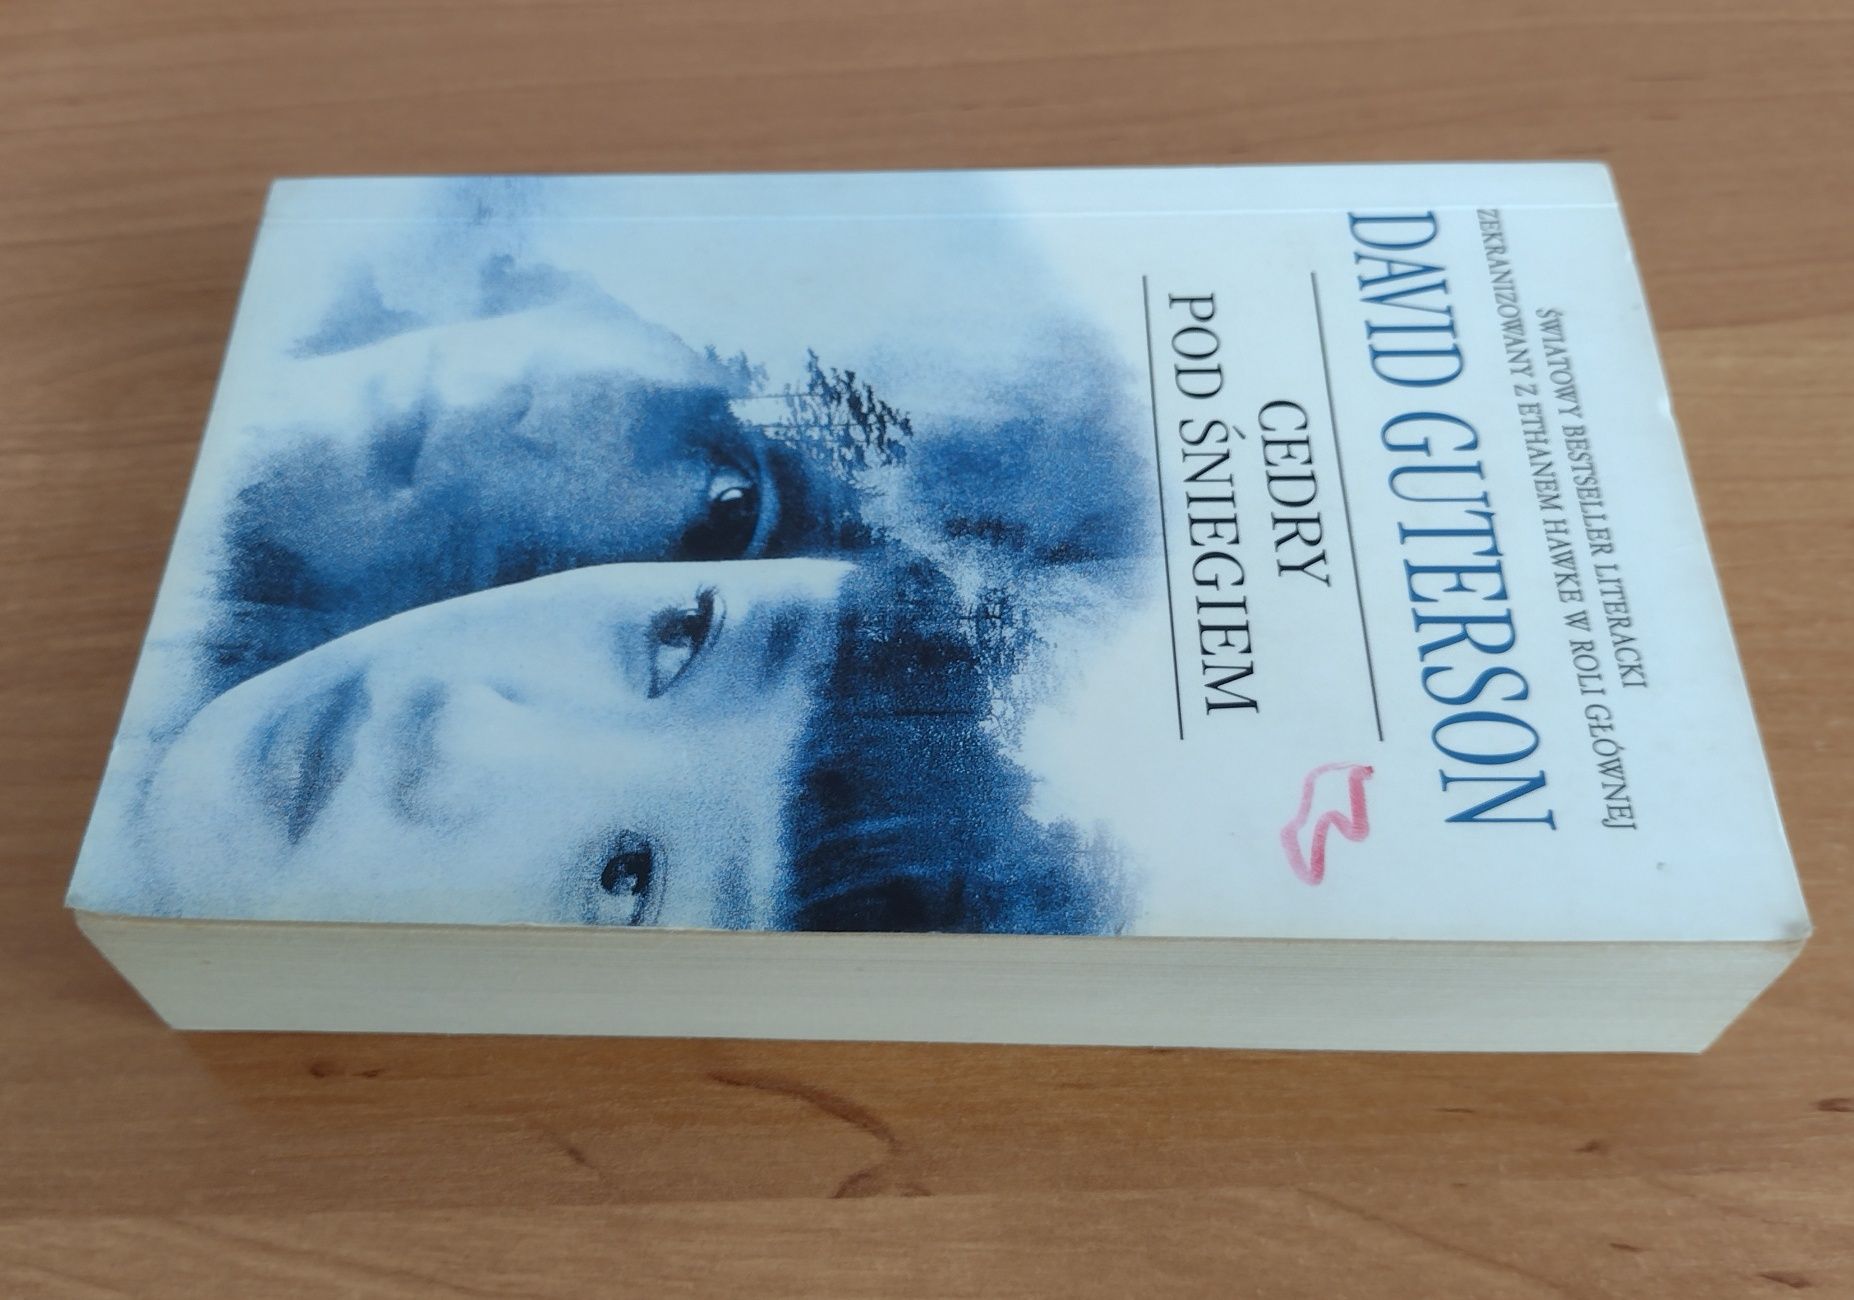 ŚWIATOWY BESTSELLER LITERACKI
ZEKRANIZOWANY Z ETHANEM HAWKE W ROLI GŁÓWNEJ
DAVID GUTERSON
CEDRY
POD ŚNIEGIEM